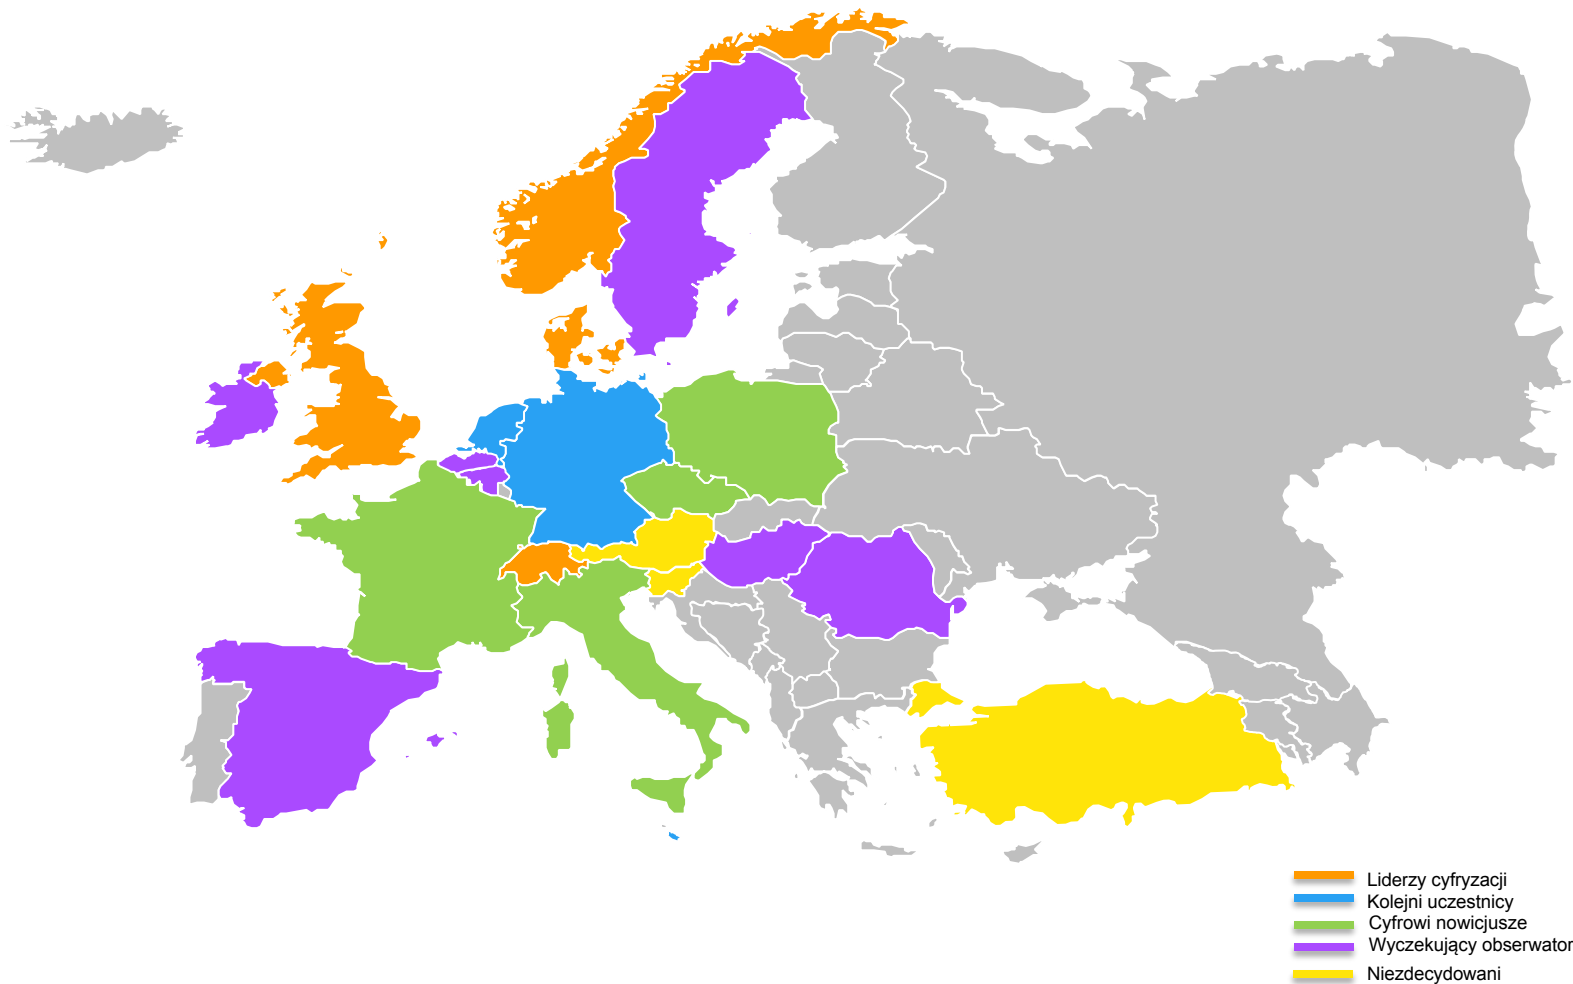 Liderzy cyfryzacji
Kolejni uczestnicy
Cyfrowi nowicjusze
Wyczekujący obserwator
Niezdecydowani